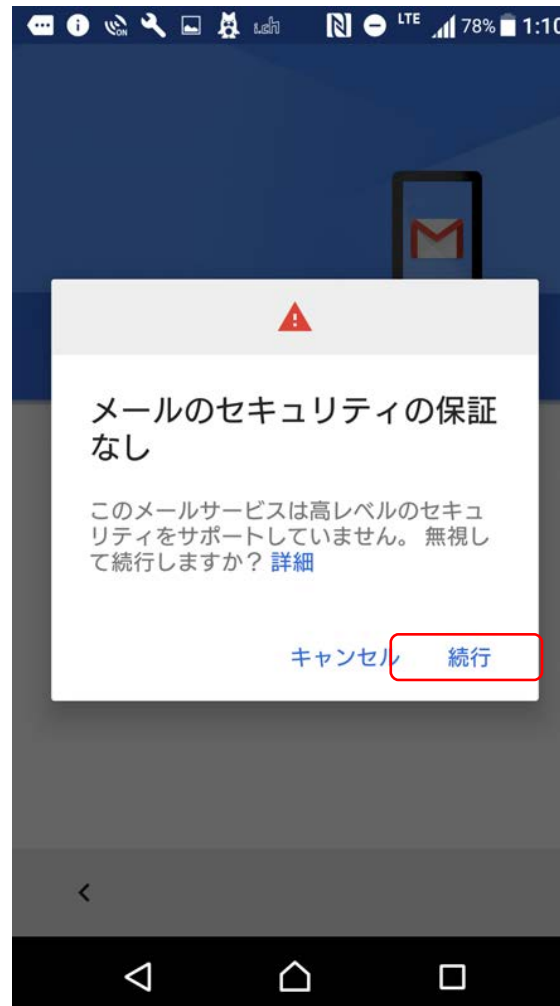 LTE 78% 1:10
メールのセキュリティの保証
なし
このメールサービスは高レベルのセキュ
リティをサポートしていません。 無視し
て続行しますか? 詳細
キャンセル 続行